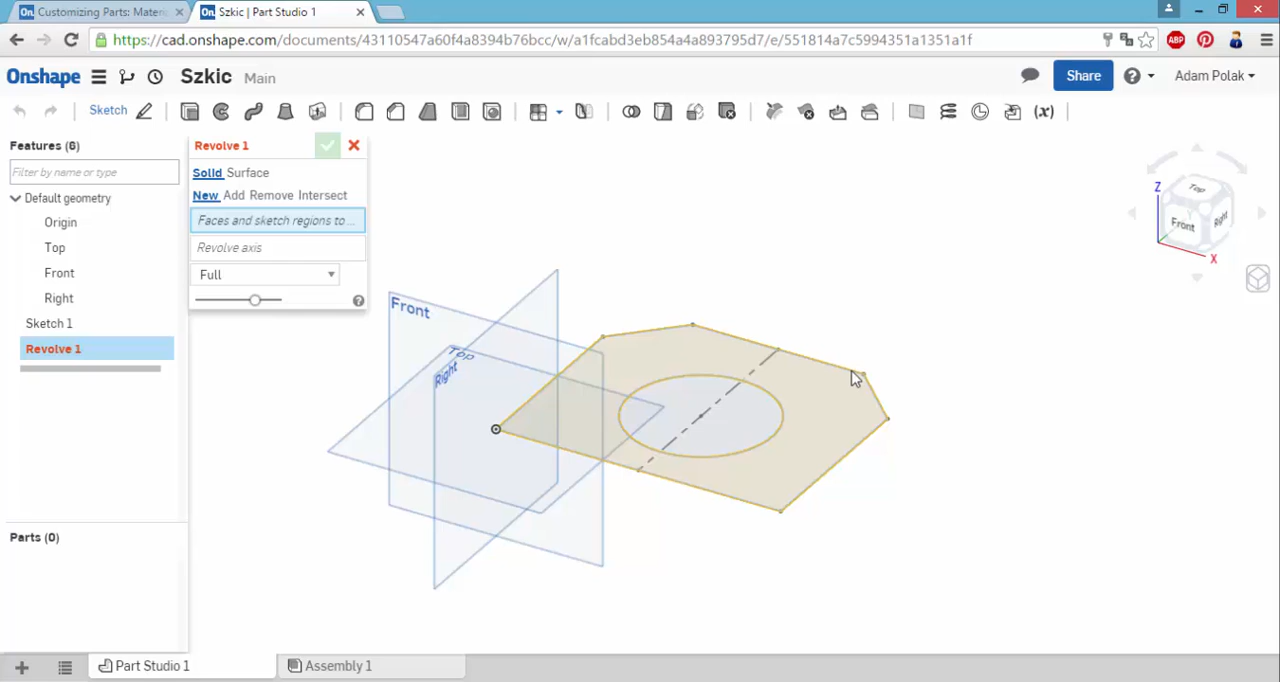 Customizing Parts: Mater
Szkic | Part Studio 1
https://cad.onshape.com/documents/43110547a60f4a8394b76bcc/w/a1fcabd3eb854a4a893795d7/e/551814a7c5994351a1351a1f
ABP
Onshape
Szkic Main
Share
Adam Polak
Sketch
(x)
Features (6)
Filter by name or type
Default geometry
Origin
Top
Front
Right
Sketch 1
Revolve 1
Parts (0)
Revolve 1
Solid Surface
New Add Remove Intersect
Faces and sketch regions to ...
Revolve axis
Full
Front
Top
Right
Top
Front
Right
Z
X
Part Studio 1
Assembly 1